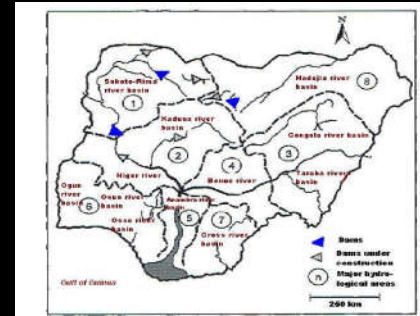 N
Hadejia river
basin
8
Sokoto-Rima
river basin
1
Kaduna river
basin
2
Gongola river
basin
3
4
Benue river
Taraba river
basin
Niger river
Anambra river
basin
Ogun
river
basin
Osun river
basin
6
Osse river
basin
5
7
Cross river
basin
Dams
Dams under
construction
n
Major hydro-
logical areas
Gulf of Guinea
260 km